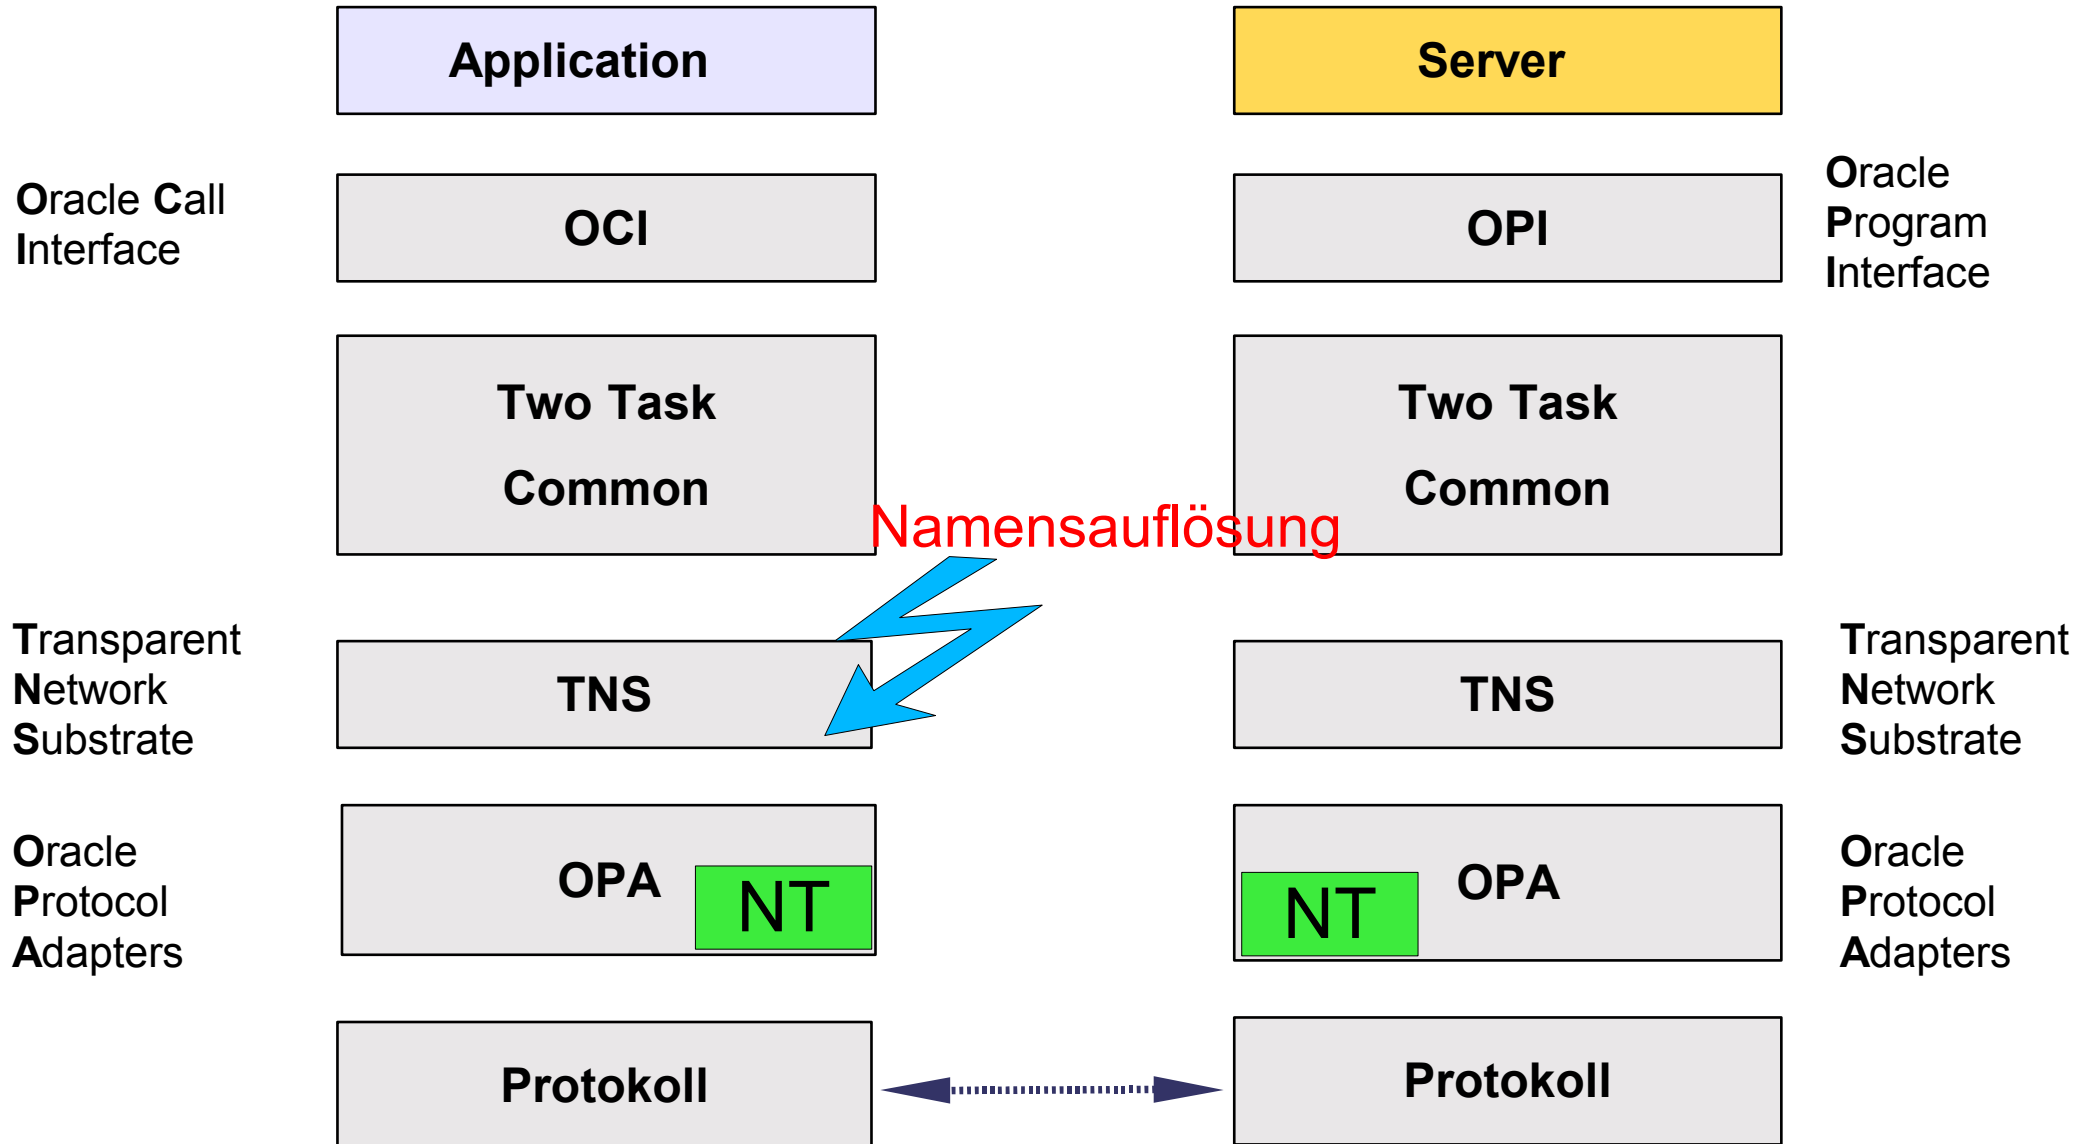 Application
Server
Oracle Call
Interface
OCI
OPI
Oracle
Program
Interface
Two Task
Common
Two Task
Common
Namensauflösung
Transparent
Network
Substrate
TNS
TNS
Transparent
Network
Substrate
Oracle
Protocol
Adapters
OPA
NT
NT
OPA
Oracle
Protocol
Adapters
Protokoll
Protokoll